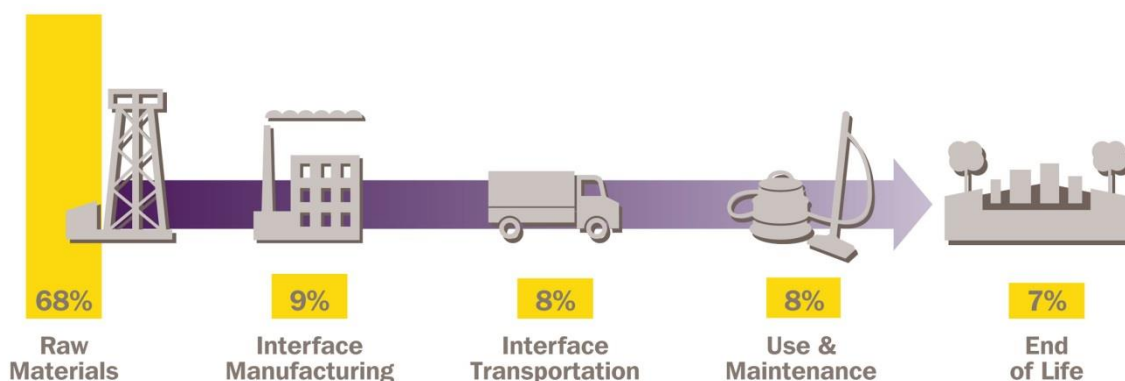 68%
Raw
Materials
9%
Interface
Manufacturing
8%
Interface
Transportation
8%
Use &
Maintenance
7%
End
of Life